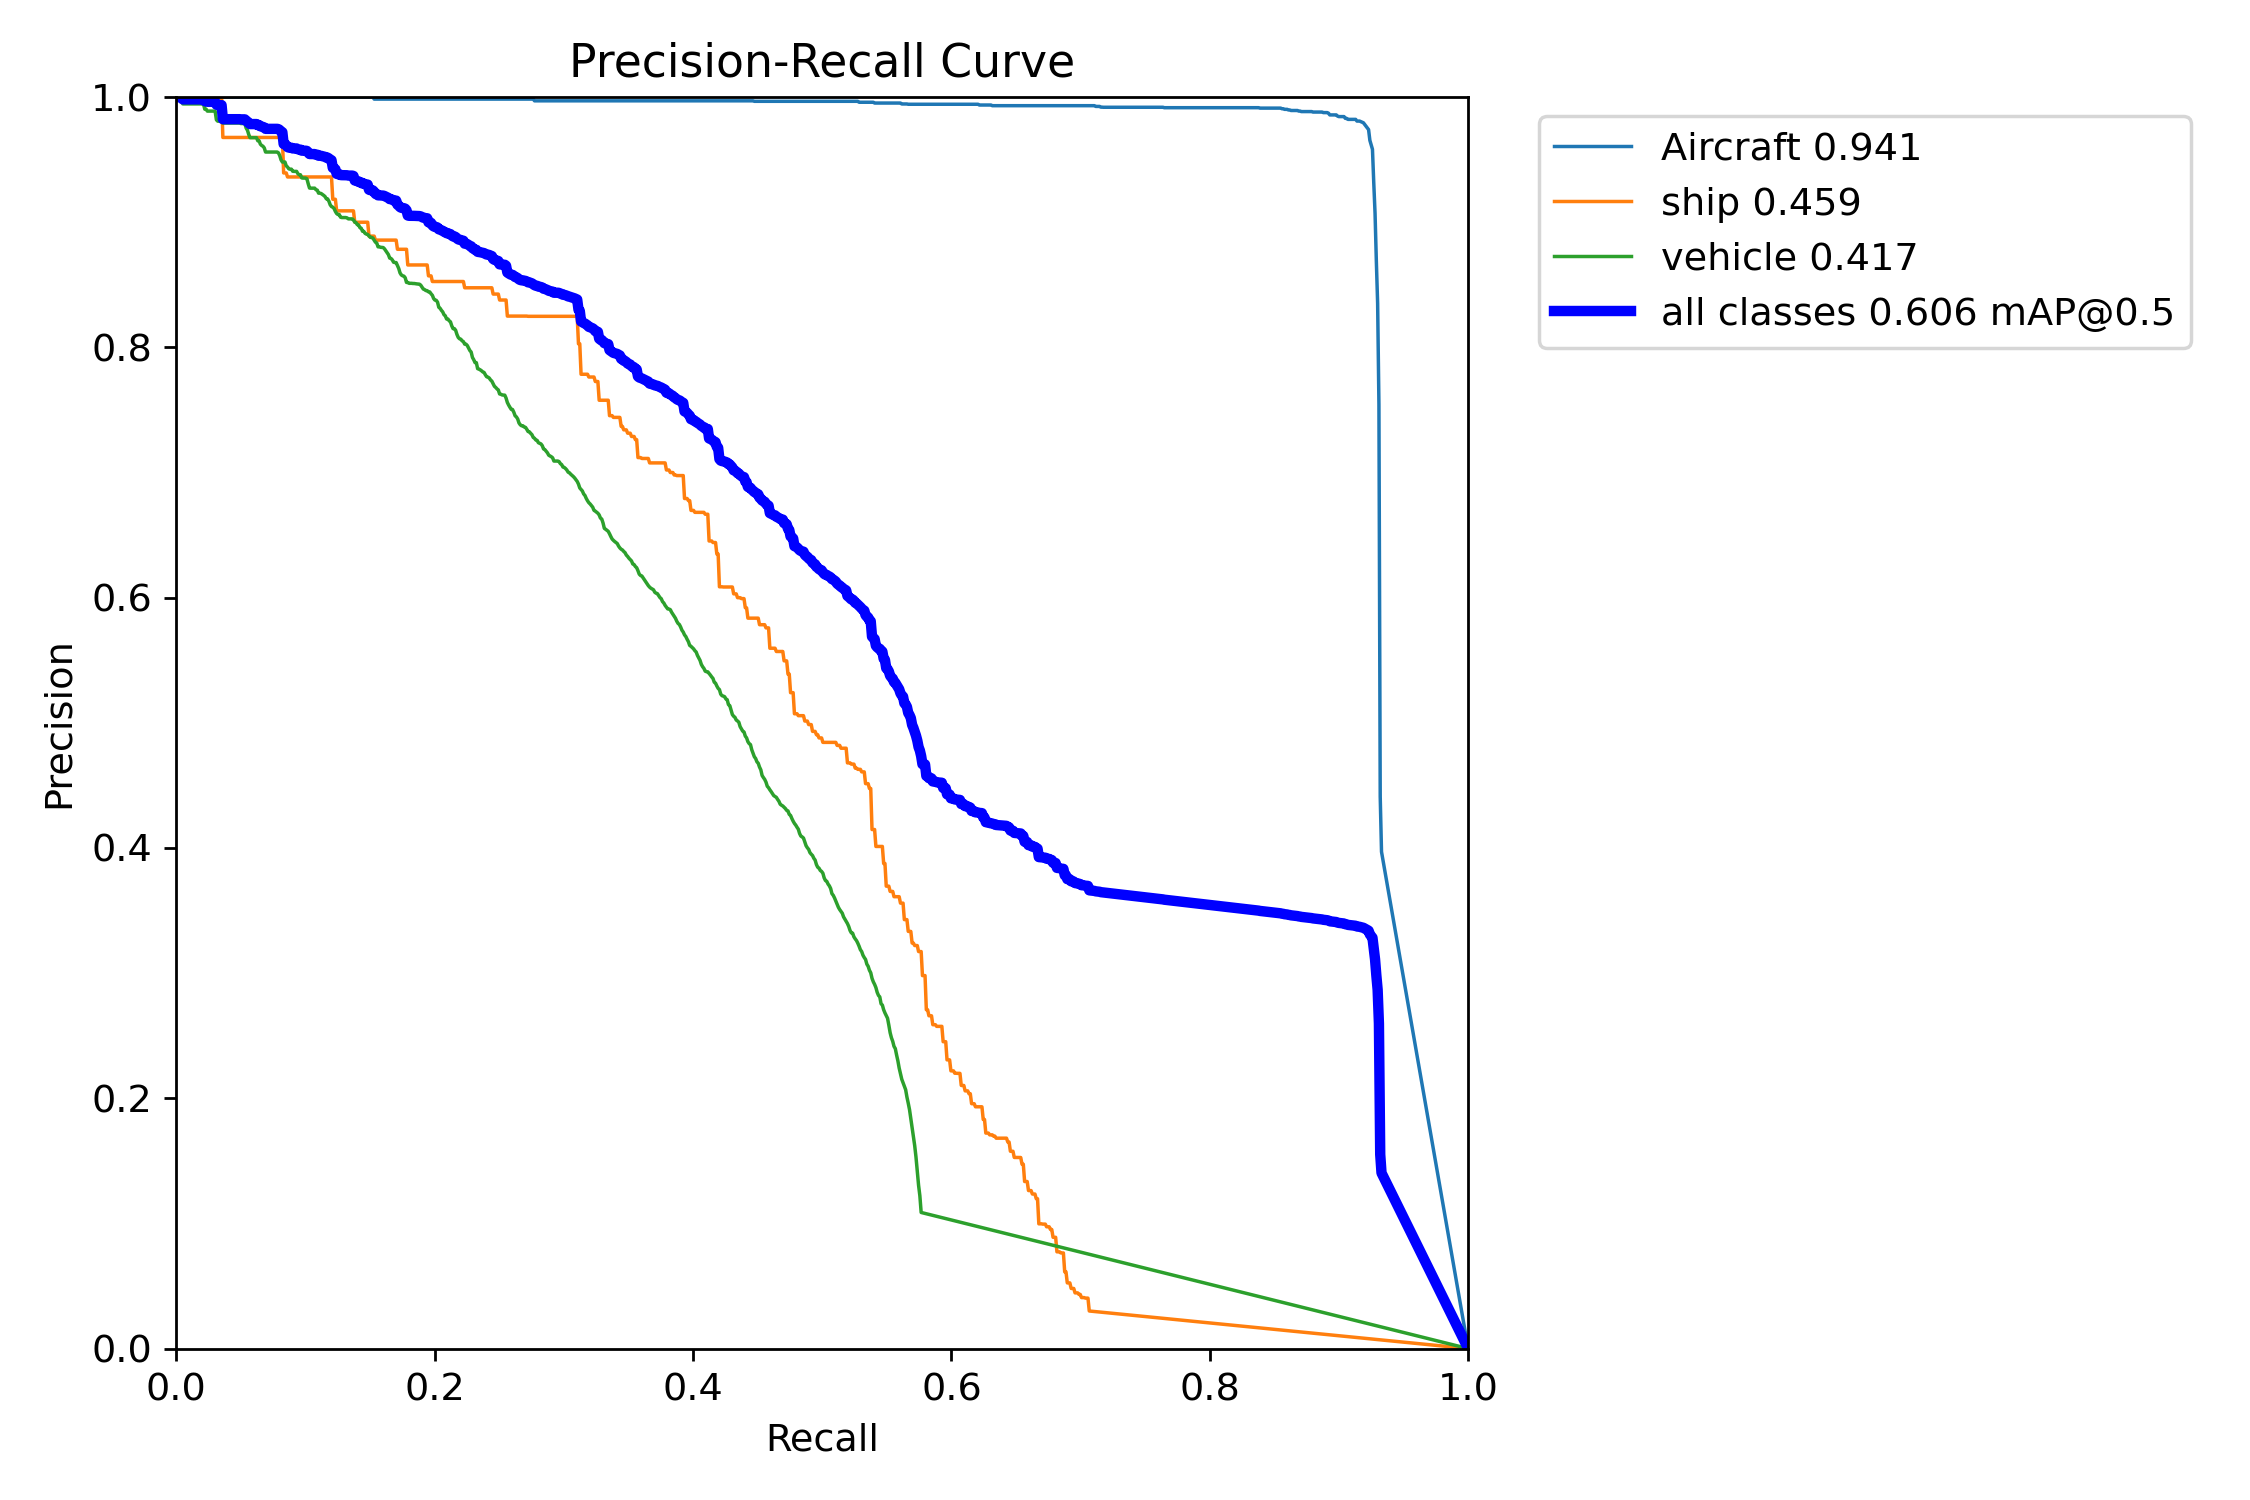 Precision-Recall Curve
1.0
0.8
0.6
0.4
0.2
0.0
Precision
0.0 0.2 0.4 0.6 0.8 1.0
Recall
Aircraft 0.941
ship 0.459
vehicle 0.417
all classes 0.606 mAP@0.5